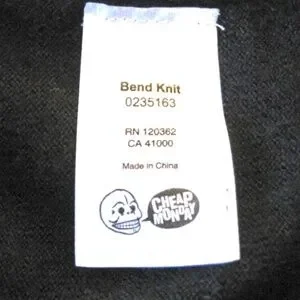 Bend Knit
0235163
RN 120362
CA 41000
Made in China
CHEAP
MONDAY